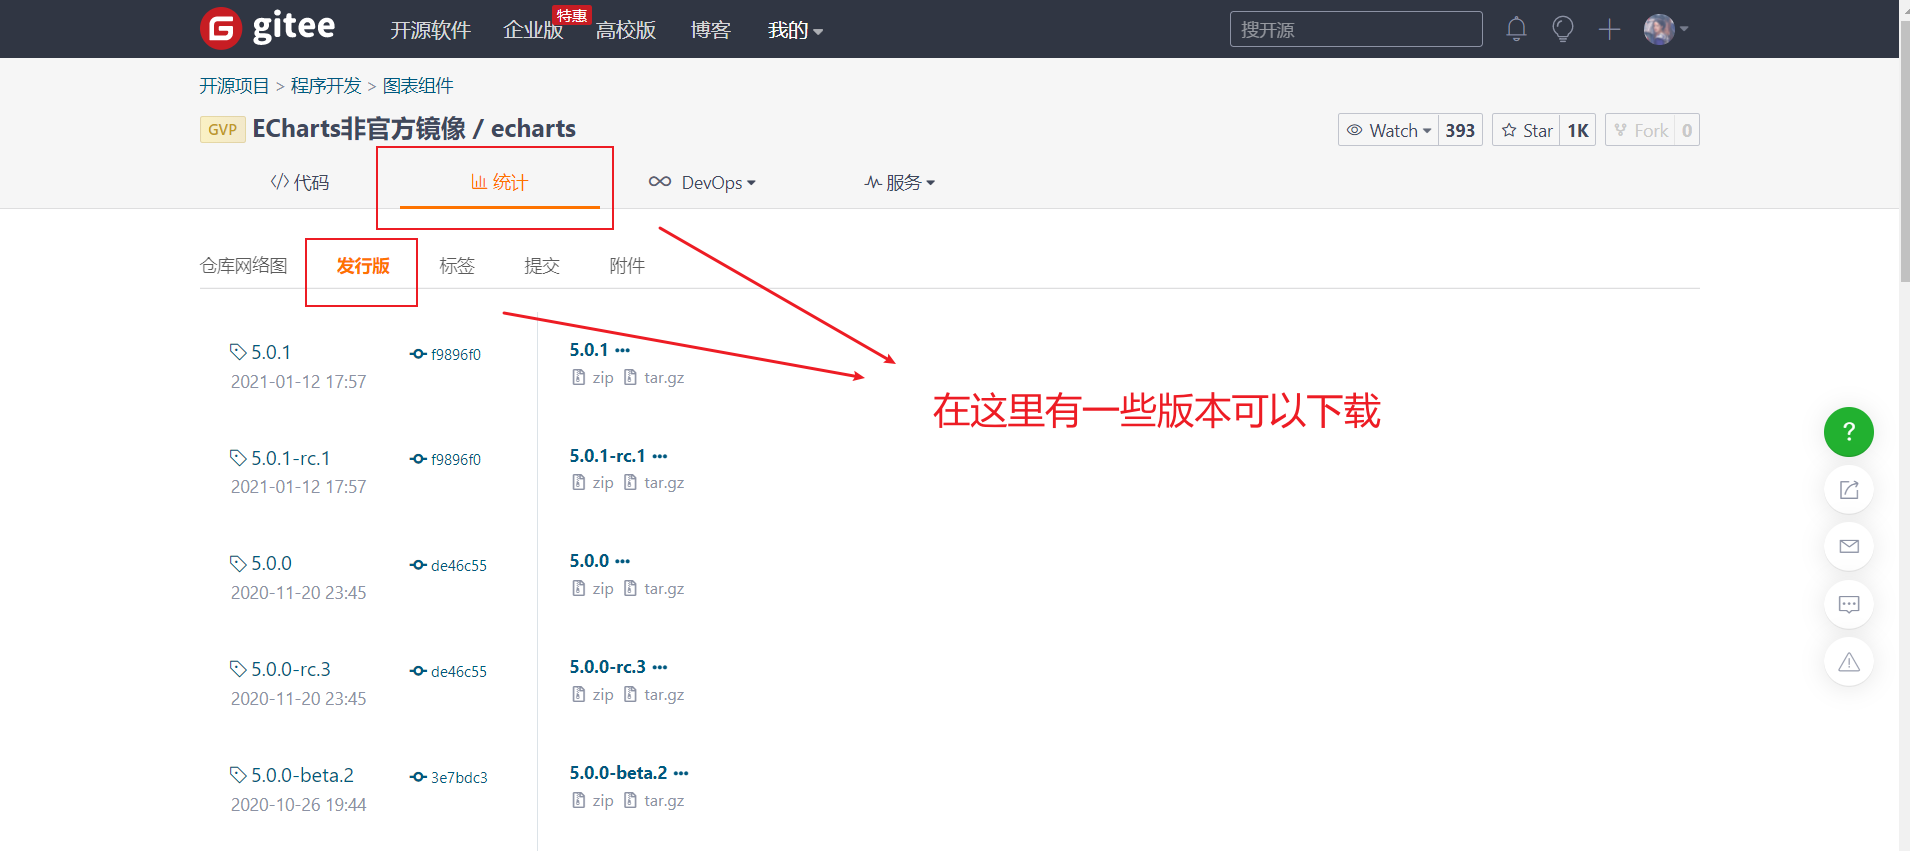 gitee 开源软件 企业版 特惠 高校版 博客 我的 搜开源
开源项目 > 程序开发 > 图表组件
GVP ECharts非官方镜像 / echarts Watch 393 Star 1K Fork 0
</> 代码 统计 DevOps 服务
仓库网络图 发行版 标签 提交 附件
5.0.1 f9896f0 5.0.1 •••
2021-01-12 17:57 zip tar.gz
在这里有一些版本可以下载
?
5.0.1-rc.1 f9896f0 5.0.1-rc.1 •••
2021-01-12 17:57 zip tar.gz
5.0.0 de46c55 5.0.0 •••
2020-11-20 23:45 zip tar.gz
5.0.0-rc.3 de46c55 5.0.0-rc.3 •••
2020-11-20 23:45 zip tar.gz
5.0.0-beta.2 3e7bdc3 5.0.0-beta.2 •••
2020-10-26 19:44 zip tar.gz